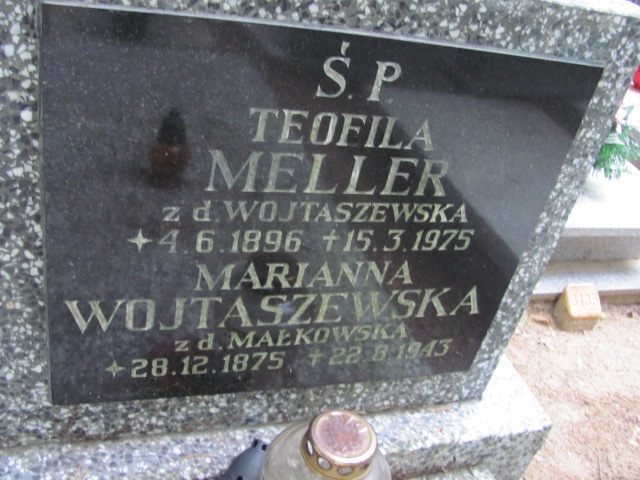 Ś. P.
TEOFILA
MELLER
z d. WOJTASZEWSKA
4.6.1896 +15.3.1975
MARIANNA
WOJTASZEWSKA
z d. MAŁKOWSKA
28.12.1875 +22.8.1943